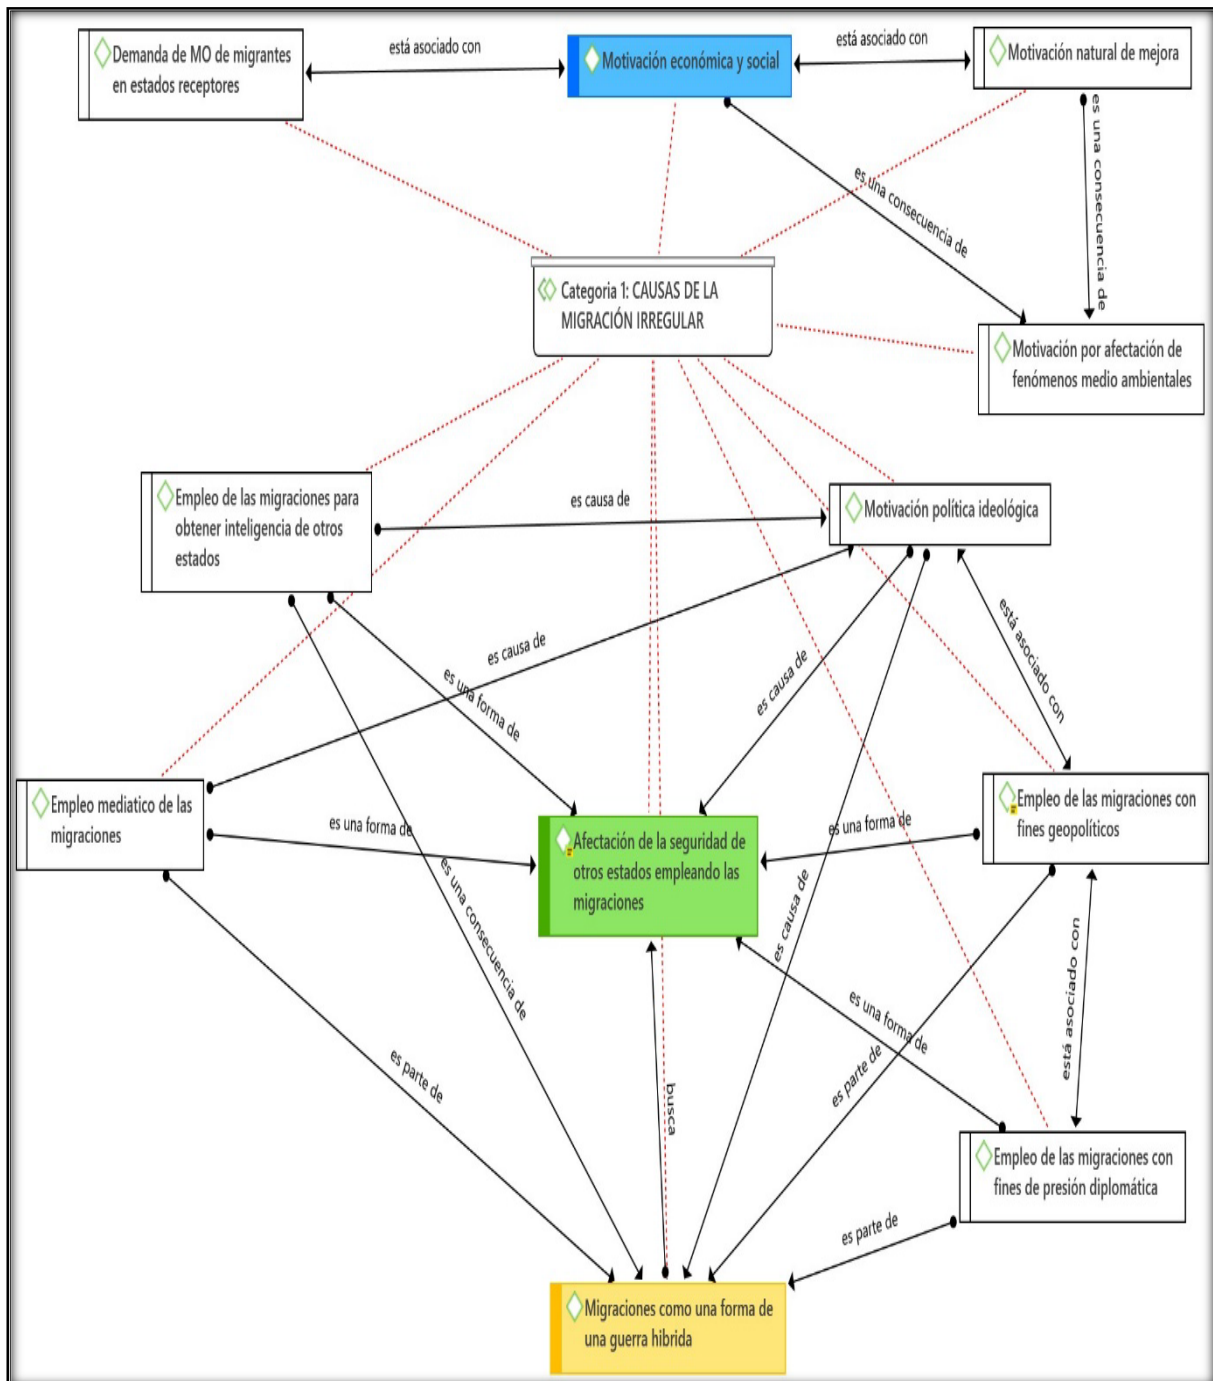 Demanda de MO de migrantes
en estados receptores
está asociado con
Motivación económica y social
está asociado con
Motivación natural de mejora
es una consecuencia de
es una consecuencia de
Categoria 1: CAUSAS DE LA
MIGRACIÓN IRREGULAR
Motivación por afectación de
fenómenos medio ambientales
Empleo de las migraciones para
obtener inteligencia de otros
estados
es causa de
Motivación política ideológica
es causa de
es una forma de
es causa de
está asociado con
Empleo mediatico de las
migraciones
es una forma de
Afectación de la seguridad de
otros estados empleando las
migraciones
es una forma de
Empleo de las migraciones con
fines geopolíticos
es una consecuencia de
es causa de
está asociado con
es una forma de
es parte de
es parte de
busca
Empleo de las migraciones con
fines de presión diplomática
es parte de
Migraciones como una forma de
una guerra hibrida